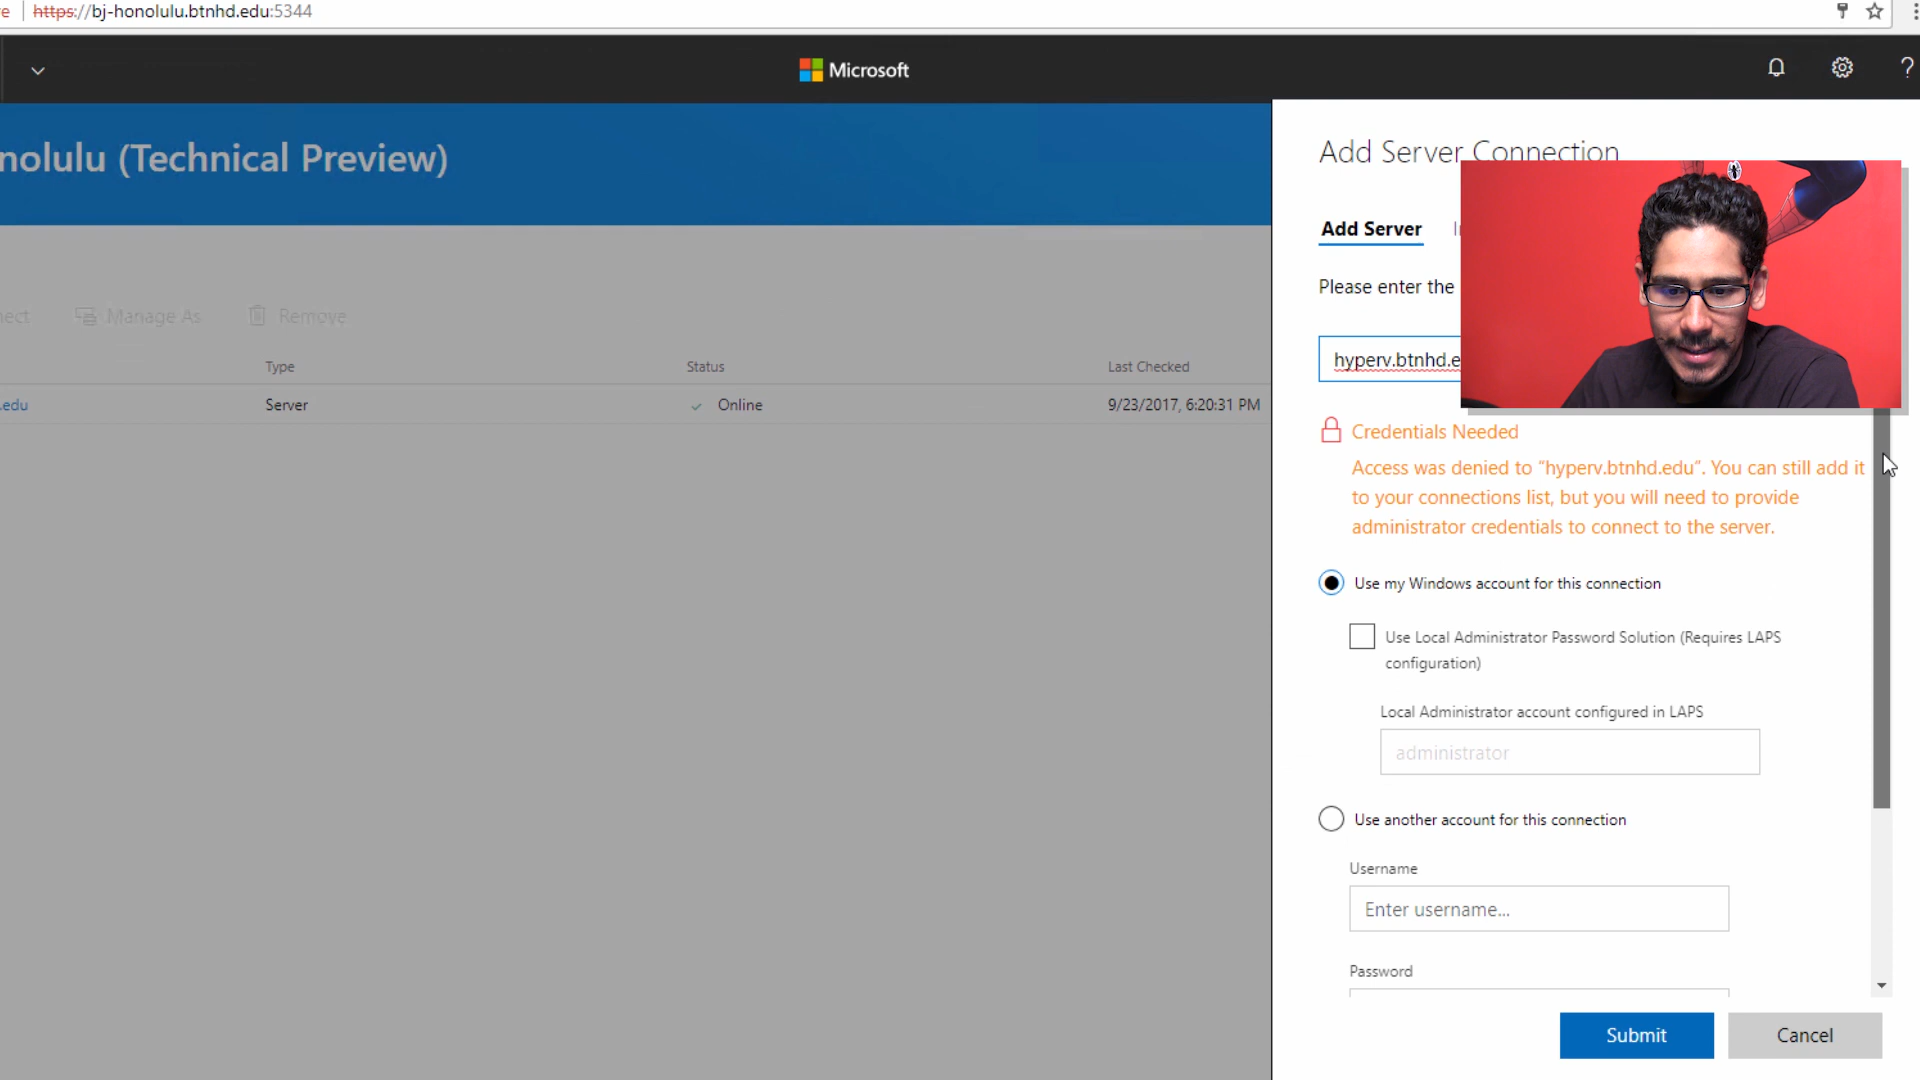 https://bj-honolulu.btnhd.edu:5344
Microsoft
?
nolulu (Technical Preview)
Manage As
Remove
Type
Status
Last Checked
.edu
Server
Online
9/23/2017, 6:20:31 PM
Add Server Connection
Add Server
Please enter the
hyperv.btnhd.e
Credentials Needed
Access was denied to “hyperv.btnhd.edu”. You can still add it
to your connections list, but you will need to provide
administrator credentials to connect to the server.
Use my Windows account for this connection
Use Local Administrator Password Solution (Requires LAPS
configuration)
Local Administrator account configured in LAPS
administrator
Use another account for this connection
Username
Enter username...
Password
Submit
Cancel